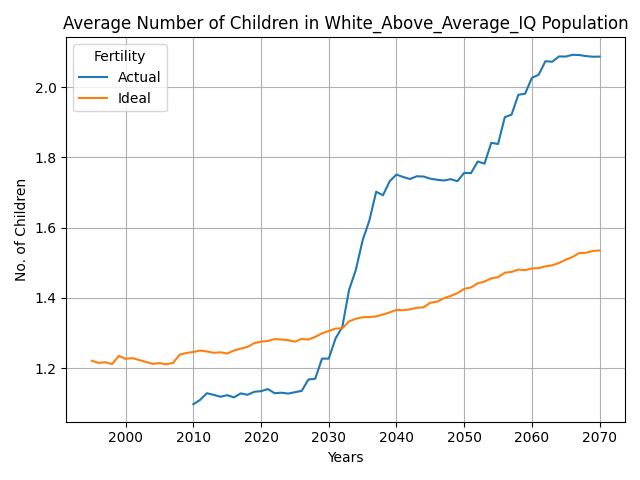 Average Number of Children in White_Above_Average_IQ Population
Fertility
Actual
Ideal
No. of Children
2.0
1.8
1.6
1.4
1.2
2000 2010 2020 2030 2040 2050 2060 2070
Years